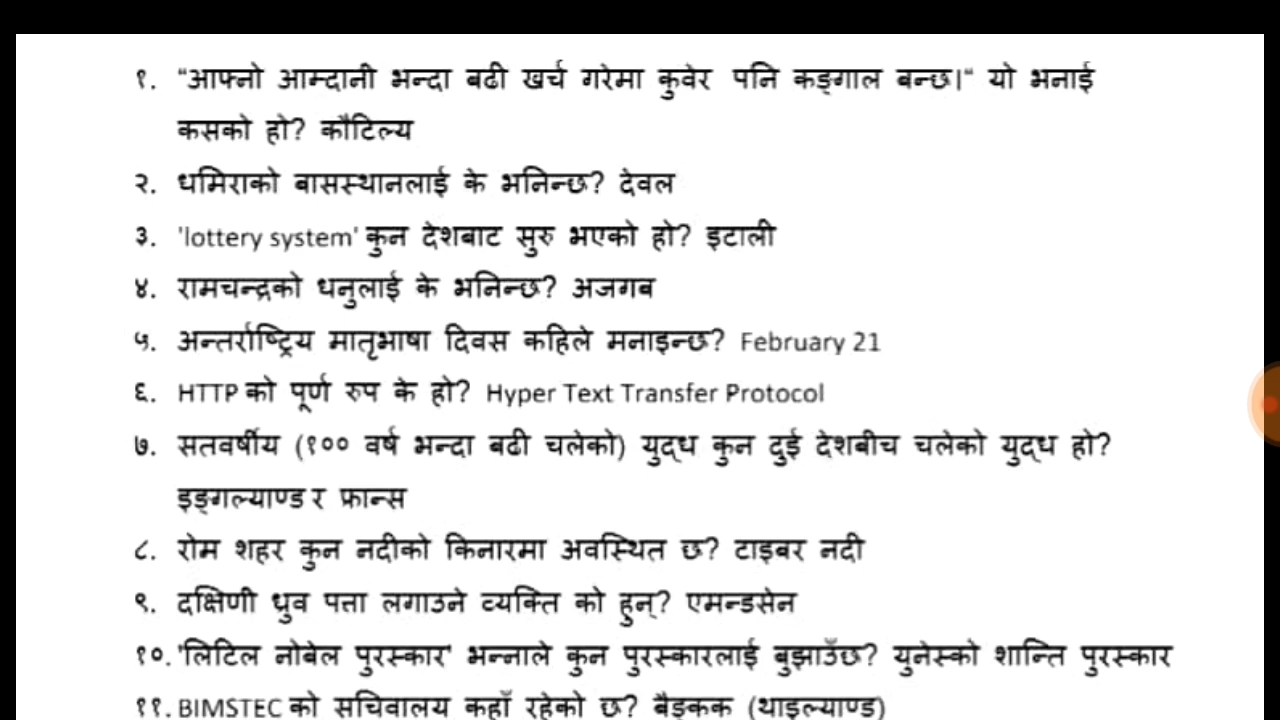 १. "आफ्नो आम्दानी भन्दा बढी खर्च गरेमा कुवेर पनि कङ्गाल बन्छ।" यो भनाई
कसको हो? कौटिल्य
२. धमिराको बासस्थानलाई के भनिन्छ? देवल
३. 'lottery system' कुन देशबाट सुरु भएको हो? इटाली
४. रामचन्द्रको धनुलाई के भनिन्छ? अजगब
५. अन्तर्राष्ट्रिय मातृभाषा दिवस कहिले मनाइन्छ? February 21
६. HTTP को पूर्ण रुप के हो? Hyper Text Transfer Protocol
७. सतवर्षीय (१०० वर्ष भन्दा बढी चलेको) युद्ध कुन दुई देशबीच चलेको युद्ध हो?
इङ्गल्याण्ड र फ्रान्स
८. रोम शहर कुन नदीको किनारमा अवस्थित छ? टाइबर नदी
९. दक्षिणी ध्रुव पत्ता लगाउने व्यक्ति को हुन्? एमन्डसेन
१०. 'लिटिल नोबेल पुरस्कार' भन्नाले कुन पुरस्कारलाई बुझाउँछ? युनेस्को शान्ति पुरस्कार
११. BIMSTEC को सचिवालय कहाँ रहेको छ? बैङ्कक (थाइल्याण्ड)